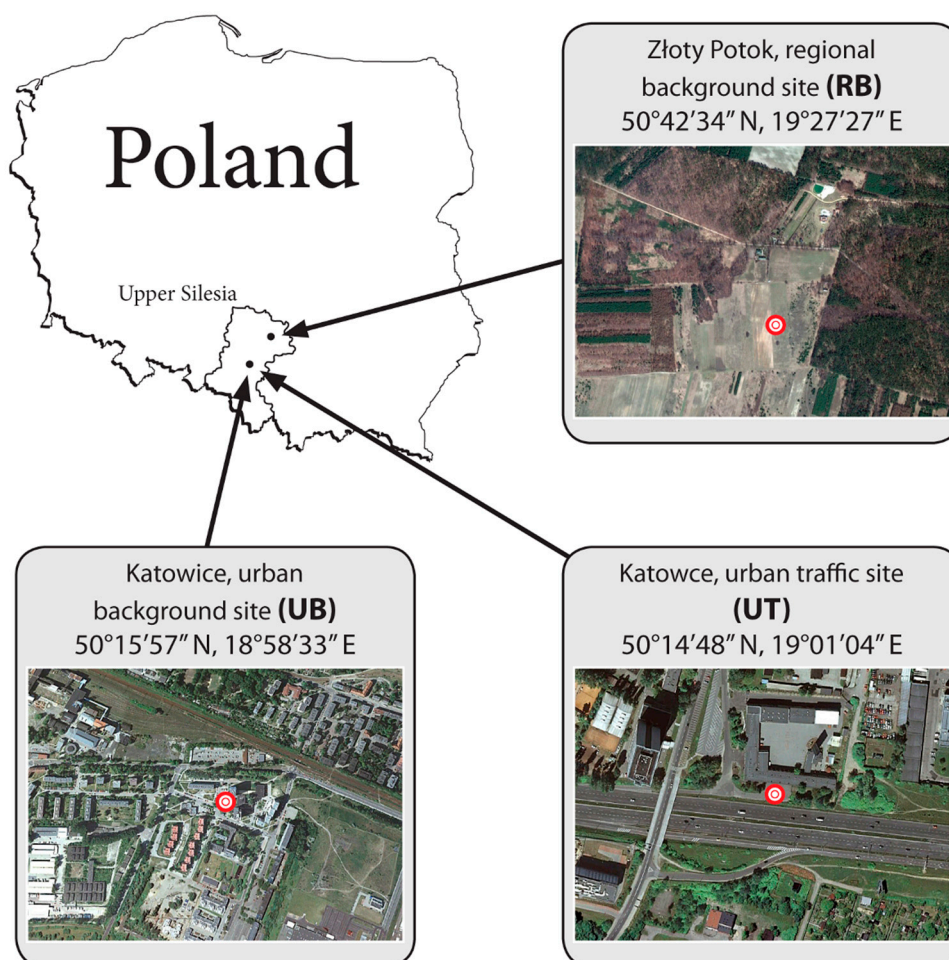 Poland
Upper Silesia
Złoty Potok, regional
background site (RB)
50°42’34” N, 19°27’27” E
Katowice, urban
background site (UB)
50°15’57” N, 18°58’33” E
Katowce, urban traffic site
(UT)
50°14’48” N, 19°01’04” E